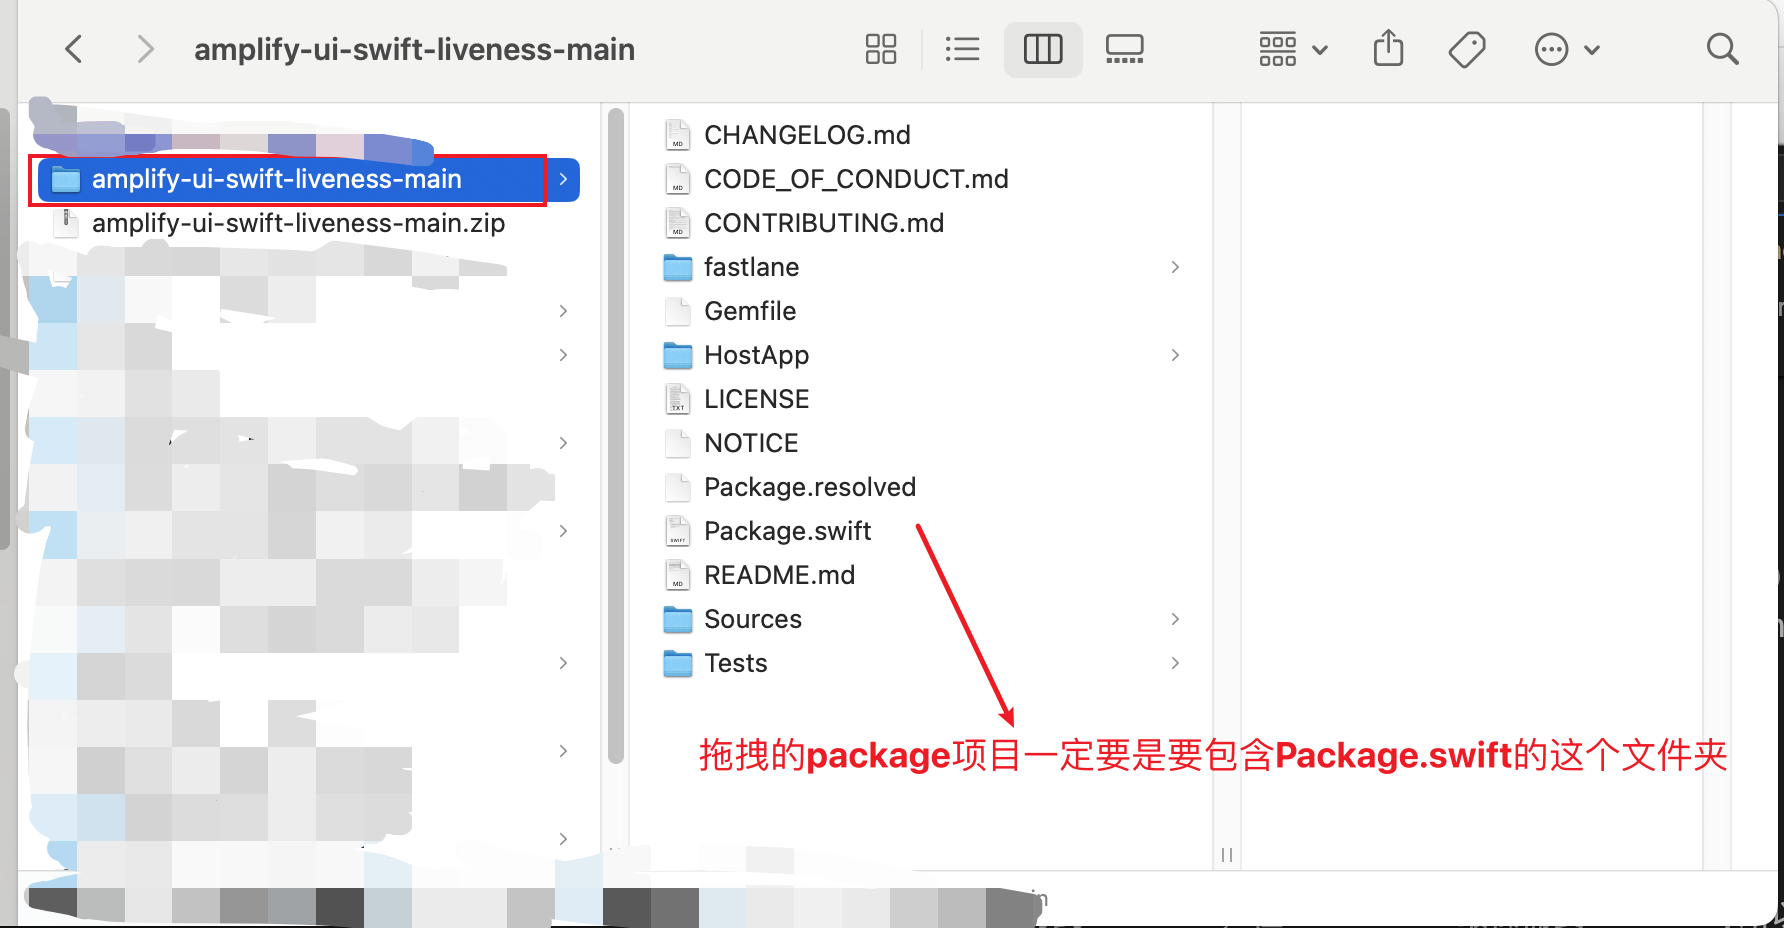 amplify-ui-swift-liveness-main
amplify-ui-swift-liveness-main
amplify-ui-swift-liveness-main.zip
CHANGELOG.md
CODE_OF_CONDUCT.md
CONTRIBUTING.md
fastlane
Gemfile
HostApp
LICENSE
NOTICE
Package.resolved
Package.swift
README.md
Sources
Tests
拖拽的package项目一定要是要包含Package.swift的这个文件夹